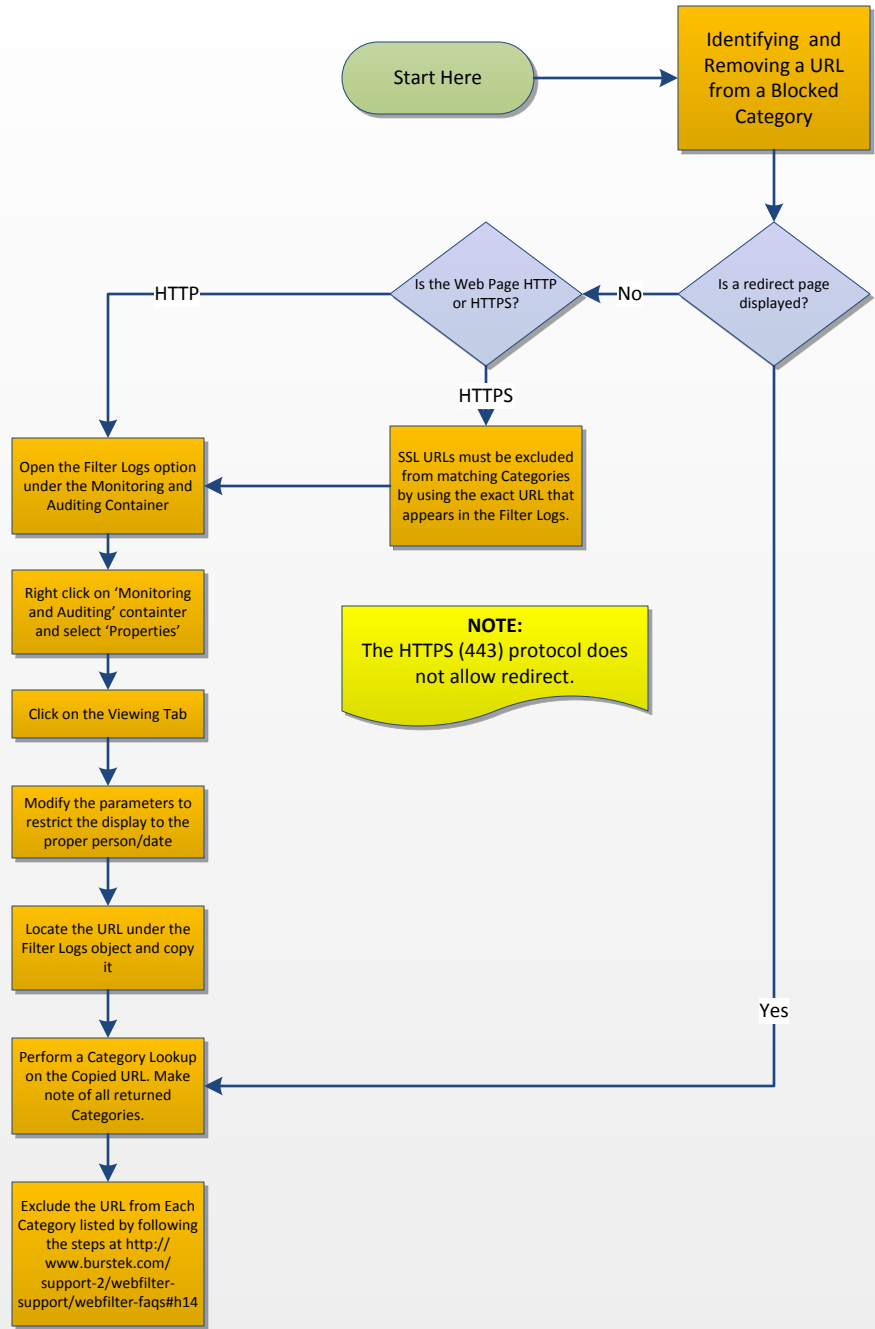 Start Here
Identifying and
Removing a URL
from a Blocked
Category
Is a redirect page
displayed?
No
Is the Web Page HTTP
or HTTPS?
HTTP
HTTPS
SSL URLs must be excluded
from matching Categories
by using the exact URL that
appears in the Filter Logs.
Open the Filter Logs option
under the Monitoring and
Auditing Container
Right click on ‘Monitoring
and Auditing’ containter
and select ‘Properties’
NOTE:
The HTTPS (443) protocol does
not allow redirect.
Click on the Viewing Tab
Modify the parameters to
restrict the display to the
proper person/date
Locate the URL under the
Filter Logs object and copy
it
Yes
Perform a Category Lookup
on the Copied URL. Make
note of all returned
Categories.
Exclude the URL from Each
Category listed by following
the steps at http://
www.burstek.com/
support-2/webfilter-
support/webfilter-faqs#h14